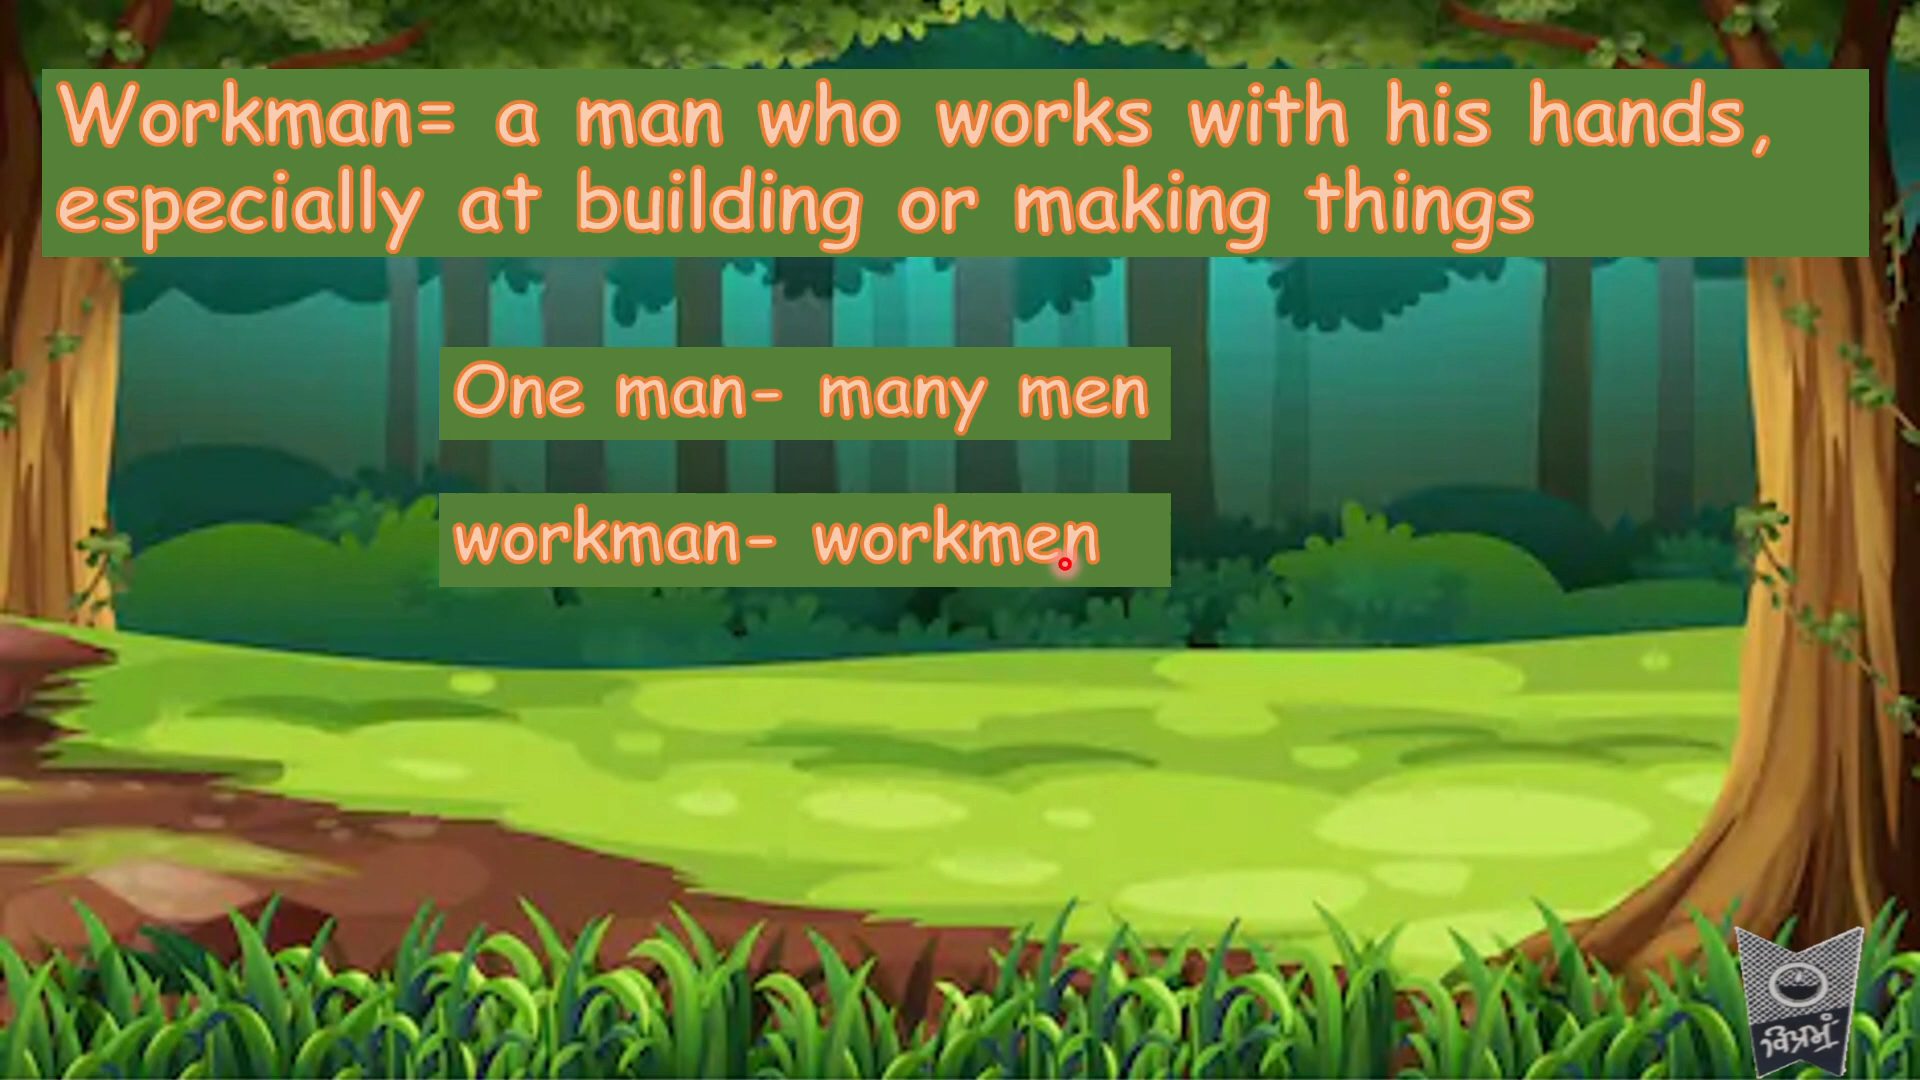 Workman= a man who works with his hands,
especially at building or making things
One man- many men
workman- workmen